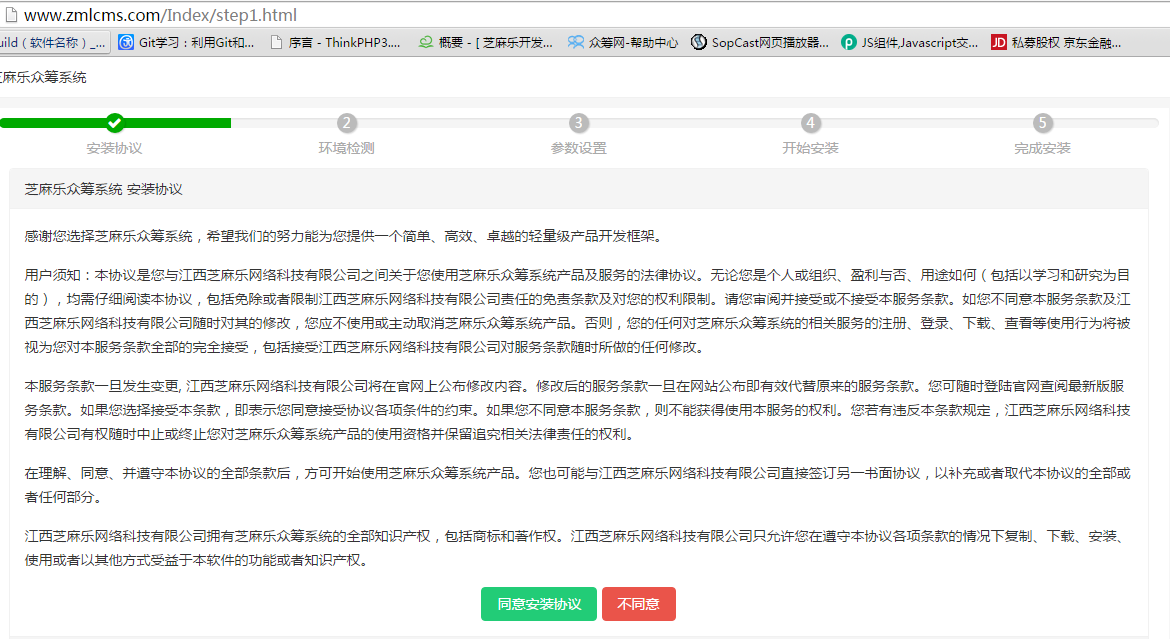 www.zmlcms.com/Index/step1.html
uild（软件名称）_... Git学习：利用Git和... 序言 - ThinkPHP3.... 概要 - [ 芝麻乐开发... 众筹网-帮助中心 SopCast网页播放器... JS组件,Javascript交... JD 私募股权 京东金融...
芝麻乐众筹系统
2 3 4 5
安装协议 环境检测 参数设置 开始安装 完成安装
芝麻乐众筹系统 安装协议
感谢您选择芝麻乐众筹系统，希望我们的努力能为您提供一个简单、高效、卓越的轻量级产品开发框架。
用户须知：本协议是您与江西芝麻乐网络科技有限公司之间关于您使用芝麻乐众筹系统产品及服务的法律协议。无论您是个人或组织、盈利与否、用途如何（包括以学习和研究为目
的），均需仔细阅读本协议，包括免除或者限制江西芝麻乐网络科技有限公司责任的免责条款及对您的权利限制。请您审阅并接受或不接受本服务条款。如您不同意本服务条款及江
西芝麻乐网络科技有限公司随时对其的修改，您应不使用或主动取消芝麻乐众筹系统产品。否则，您的任何对芝麻乐众筹系统的相关服务的注册、登录、下载、查看等使用行为将被
视为您对本服务条款全部的完全接受，包括接受江西芝麻乐网络科技有限公司对服务条款随时所做的任何修改。
本服务条款一旦发生变更, 江西芝麻乐网络科技有限公司将在官网上公布修改内容。修改后的服务条款一旦在网站公布即有效代替原来的服务条款。您可随时登陆官网查阅最新版服
务条款。如果您选择接受本条款，即表示您同意接受协议各项条件的约束。如果您不同意本服务条款，则不能获得使用本服务的权利。您若有违反本条款规定，江西芝麻乐网络科技
有限公司有权随时中止或终止您对芝麻乐众筹系统产品的使用资格并保留追究相关法律责任的权利。
在理解、同意、并遵守本协议的全部条款后，方可开始使用芝麻乐众筹系统产品。您也可能与江西芝麻乐网络科技有限公司直接签订另一书面协议，以补充或者取代本协议的全部或
者任何部分。
江西芝麻乐网络科技有限公司拥有芝麻乐众筹系统的全部知识产权，包括商标和著作权。江西芝麻乐网络科技有限公司只允许您在遵守本协议各项条款的情况下复制、下载、安装、
使用或者以其他方式受益于本软件的功能或者知识产权。
同意安装协议 不同意